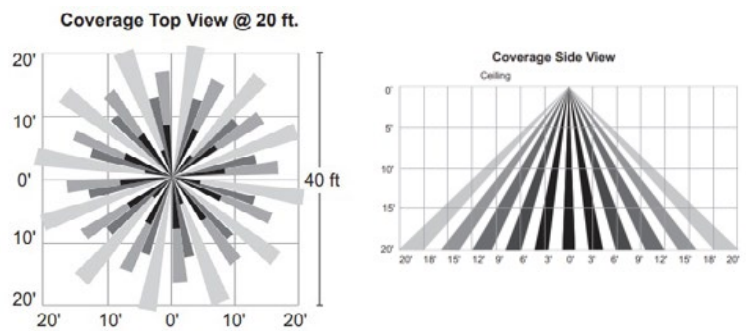 Coverage Top View @ 20 ft.
20'
10'
0'
10'
20'
20' 10' 0' 10' 20'
40 ft
Coverage Side View
Ceiling
0'
5'
10'
15'
20'
20' 18' 15' 12' 9' 6' 3' 0' 3' 6' 9' 12' 15' 18' 20'